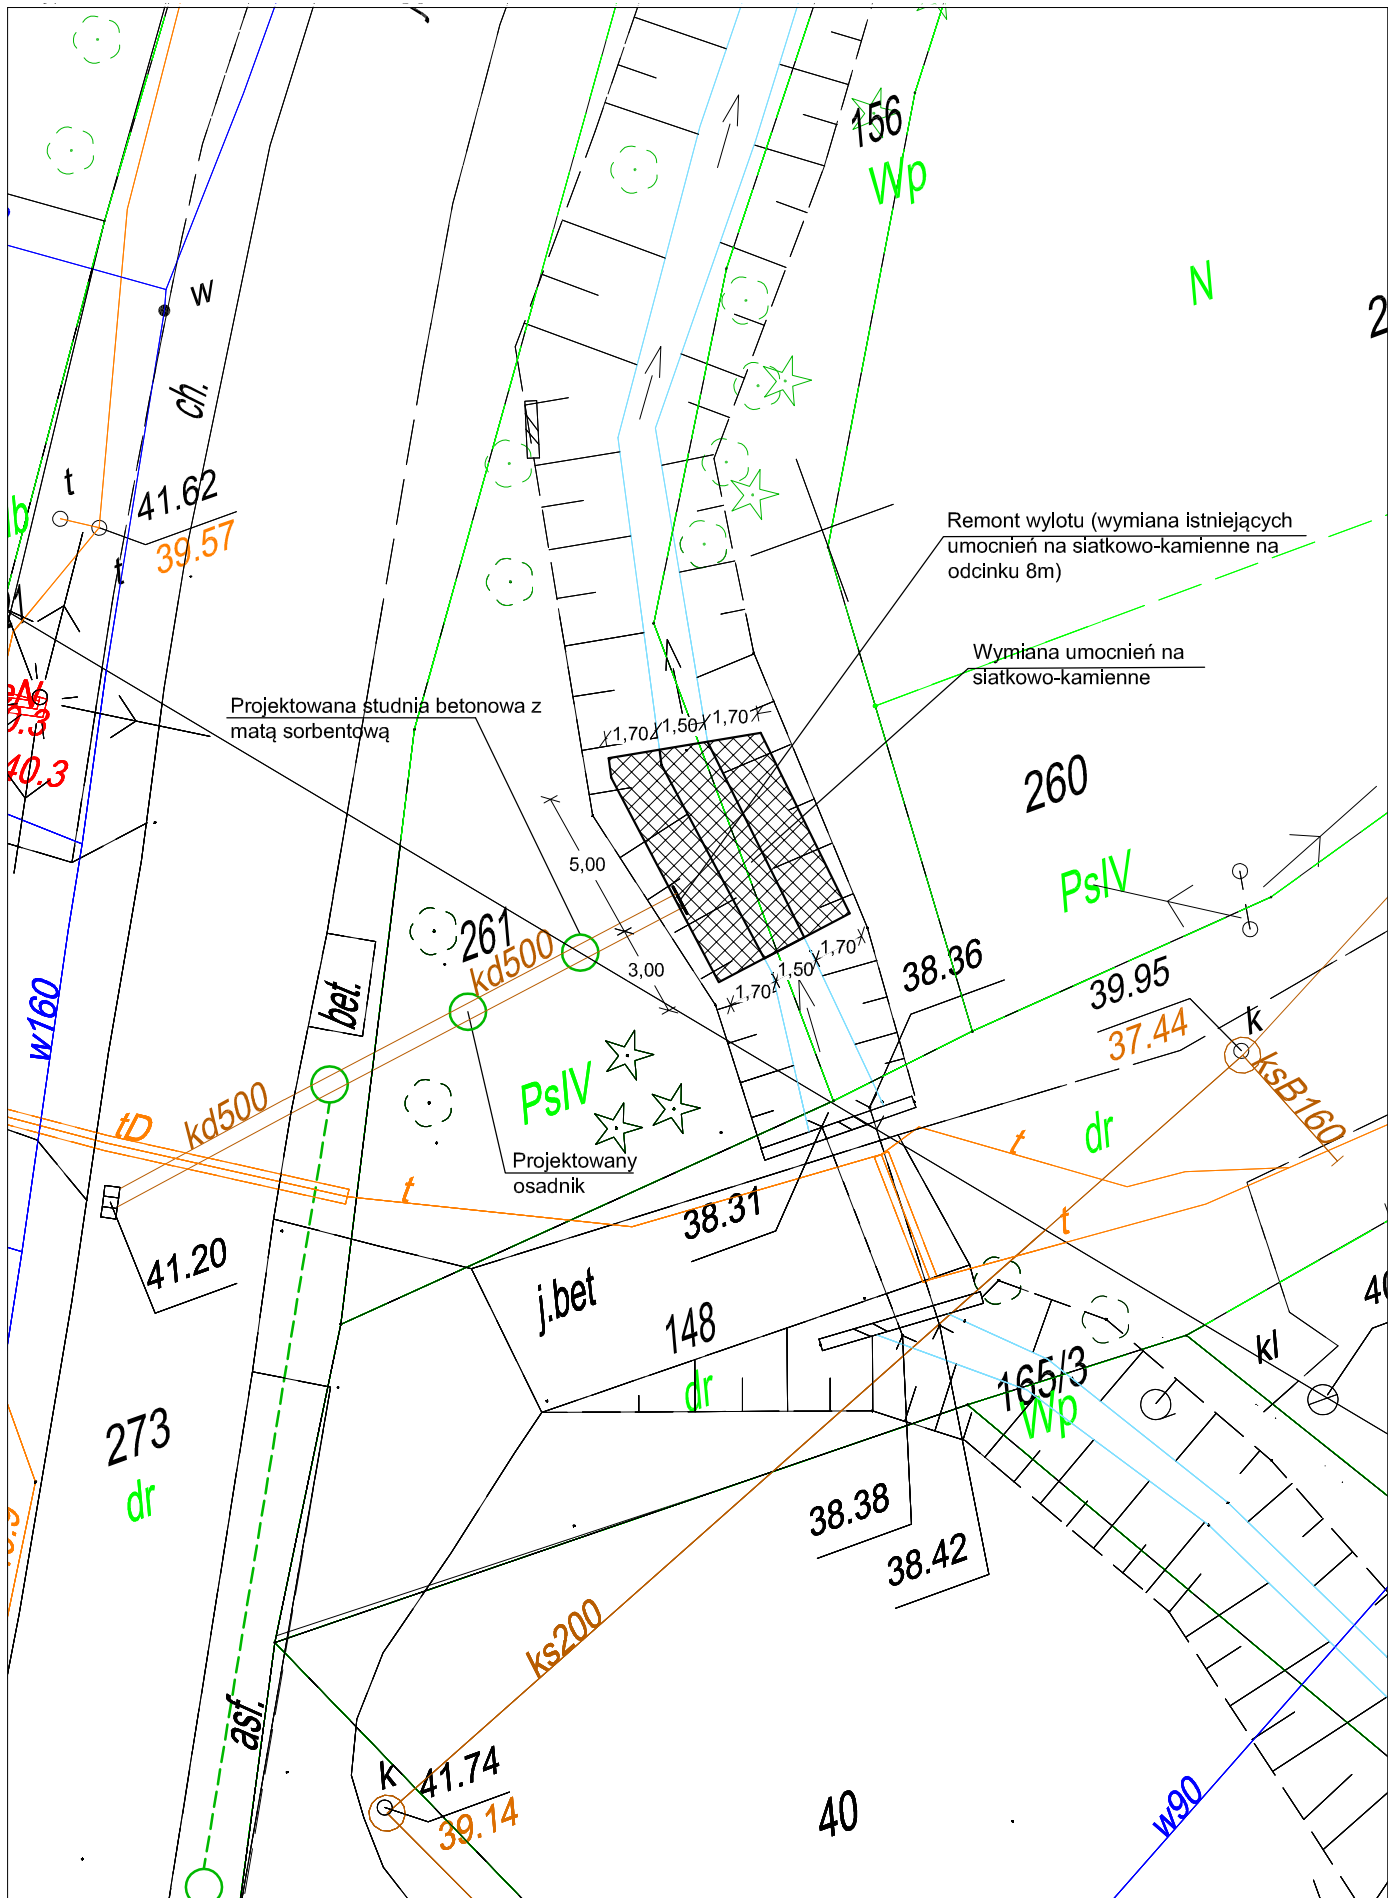 156
Wp
N
w
ch.
t
41.62
39.57
t
Remont wylotu (wymiana istniejących
umocnień na siatkowo-kamienne na
odcinku 8m)
Wymiana umocnień na
siatkowo-kamienne
Projektowana studnia betonowa z
matą sorbentową
1,70
1,50
1,70
40.3
260
5,00
PsIV
261
kd500
3,00
1,70
1,50
1,70
38.36
39.95
37.44
k
ksB160
bet.
w160
PsIV
kd500
tD
t
Projektowany
osadnik
38.31
t
dr
t
41.20
j.bet
148
dr
165/3
Wp
kl
273
dr
38.38
38.42
ks200
asf.
k
41.74
39.14
40
w90